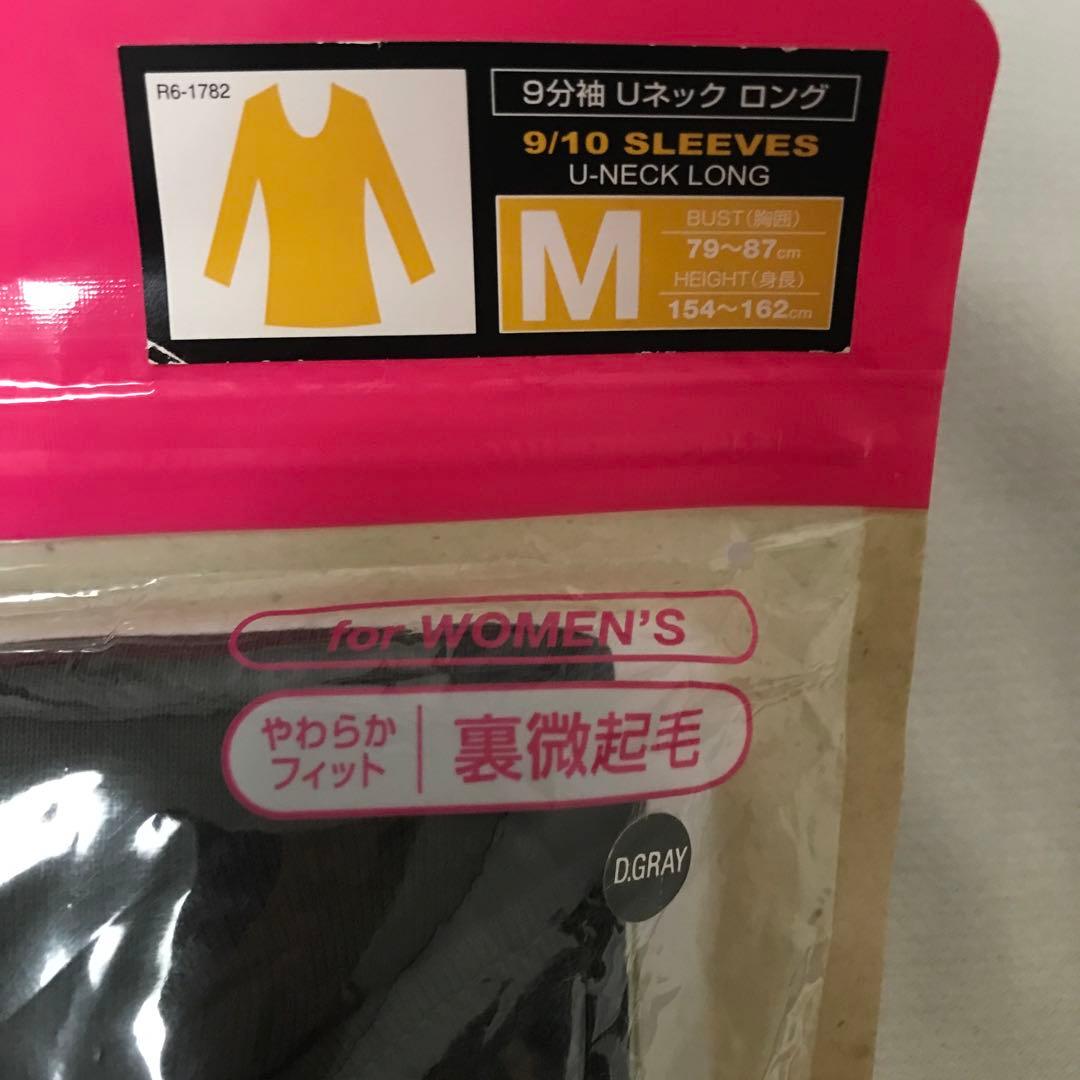 R6-1782
9分袖 Uネック ロング
9/10 SLEEVES
U-NECK LONG
M
BUST(胸囲)
79〜87cm
HEIGHT(身長)
154〜162cm
for WOMEN'S
やわらか
フィット
裏微起毛
D.GRAY